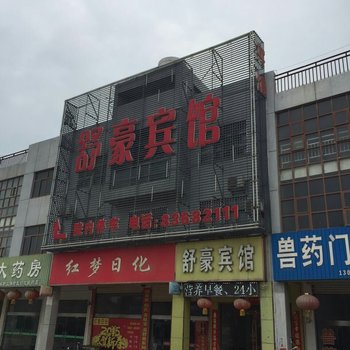 舒豪宾馆
电话:83682111
大药房
红梦日化
舒豪宾馆
兽药门
营养早餐、24小